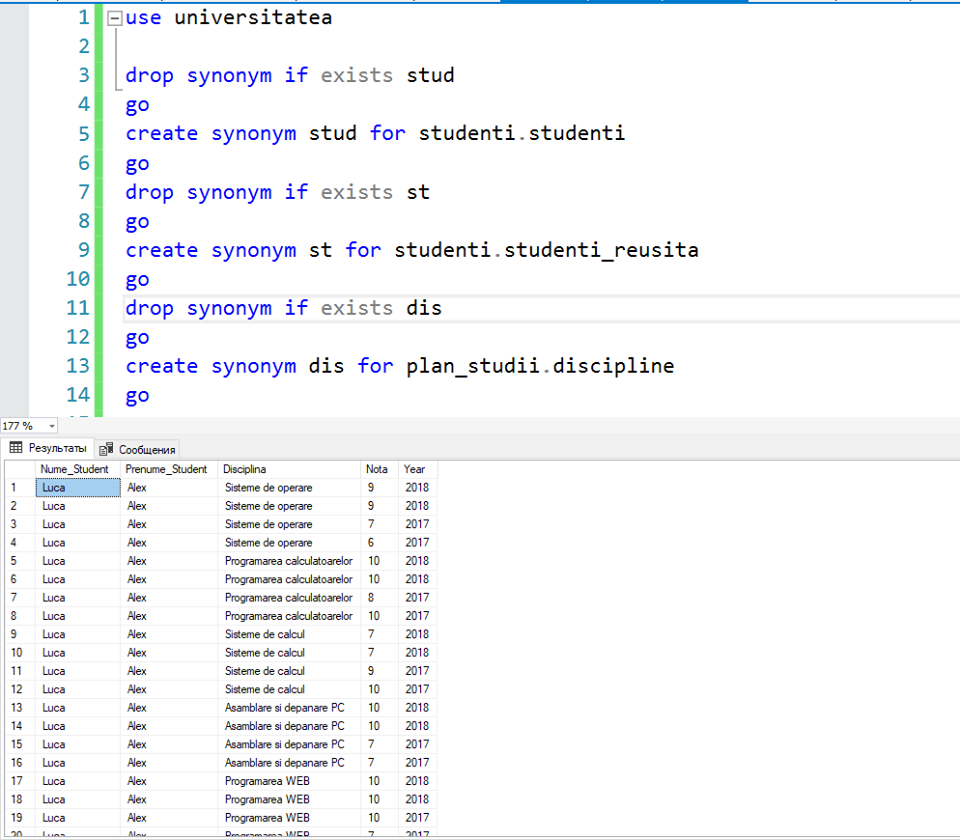 1 use universitatea
2
3 drop synonym if exists stud
4 go
5 create synonym stud for studenti.studenti
6 go
7 drop synonym if exists st
8 go
9 create synonym st for studenti.studenti_reusita
10 go
11 drop synonym if exists dis
12 go
13 create synonym dis for plan_studii.discipline
14 go
177 %
Результаты Сообщения
Nume_Student Prenume_Student Disciplina Nota Year
1 Luca Alex Sisteme de operare 9 2018
2 Luca Alex Sisteme de operare 9 2018
3 Luca Alex Sisteme de operare 7 2017
4 Luca Alex Sisteme de operare 6 2017
5 Luca Alex Programarea calculatoarelor 10 2018
6 Luca Alex Programarea calculatoarelor 10 2018
7 Luca Alex Programarea calculatoarelor 8 2017
8 Luca Alex Programarea calculatoarelor 10 2017
9 Luca Alex Sisteme de calcul 7 2018
10 Luca Alex Sisteme de calcul 7 2018
11 Luca Alex Sisteme de calcul 9 2017
12 Luca Alex Sisteme de calcul 10 2017
13 Luca Alex Asamblare si depanare PC 10 2018
14 Luca Alex Asamblare si depanare PC 10 2018
15 Luca Alex Asamblare si depanare PC 7 2017
16 Luca Alex Asamblare si depanare PC 7 2017
17 Luca Alex Programarea WEB 10 2018
18 Luca Alex Programarea WEB 10 2018
19 Luca Alex Programarea WEB 10 2017
20 Luca Alex Programarea WEB 7 2017